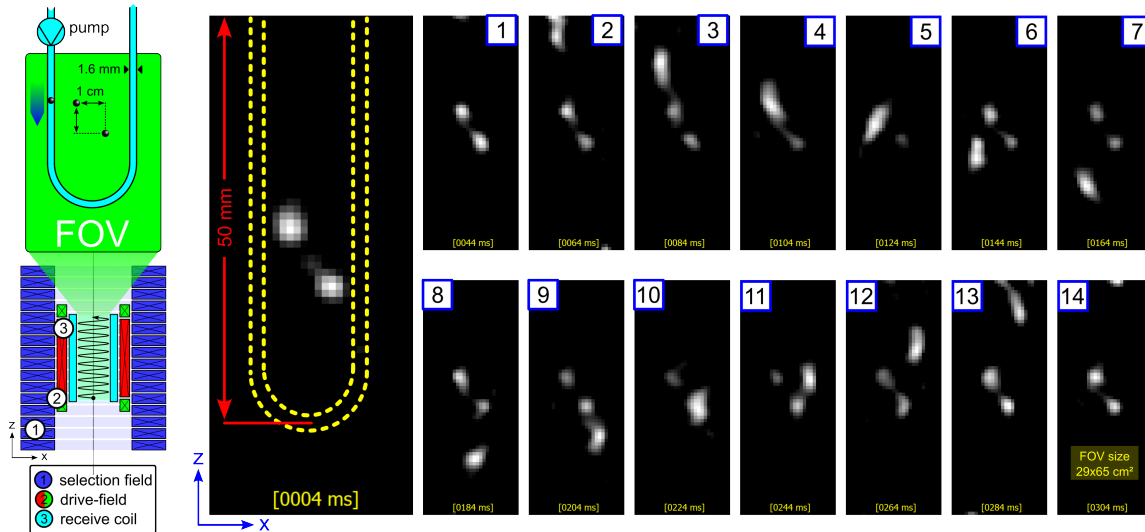 pump
1.6 mm
1 cm
FOV
3
2
1
z
x
1 selection field
2 drive-field
3 receive coil
50 mm
[0004 ms]
z
x
1
2
3
4
5
6
7
[0044 ms]
[0064 ms]
[0084 ms]
[0104 ms]
[0124 ms]
[0144 ms]
[0164 ms]
8
9
10
11
12
13
14
FOV size
29x65 cm²
[0184 ms]
[0204 ms]
[0224 ms]
[0244 ms]
[0264 ms]
[0284 ms]
[0304 ms]